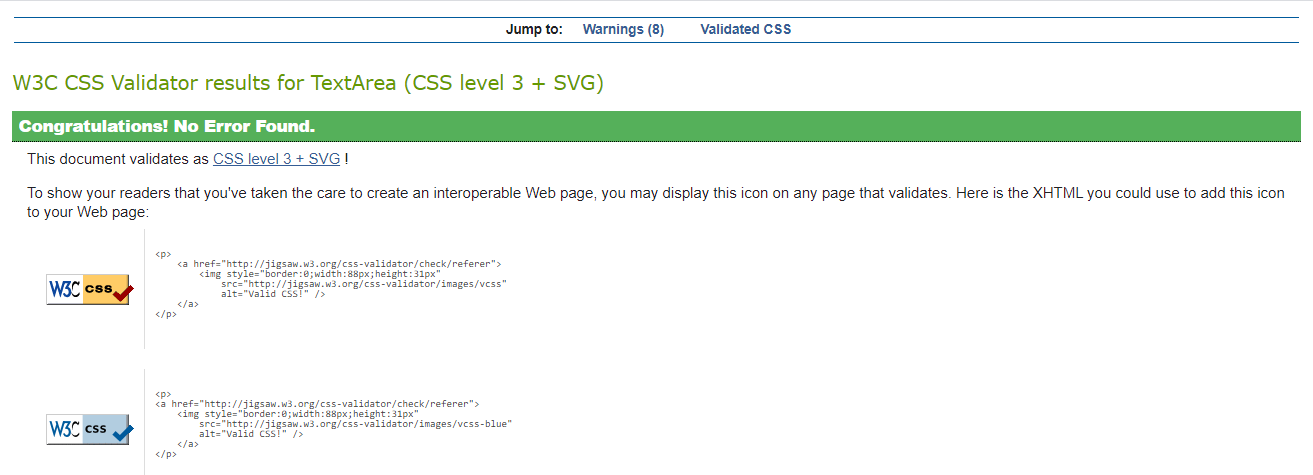 Jump to: Warnings (8) Validated CSS
W3C CSS Validator results for TextArea (CSS level 3 + SVG)
Congratulations! No Error Found.
This document validates as CSS level 3 + SVG !
To show your readers that you've taken the care to create an interoperable Web page, you may display this icon on any page that validates. Here is the XHTML you could use to add this icon
to your Web page:
<p>
<a href="http://jigsaw.w3.org/css-validator/check/referer">
<img style="border:0;width:88px;height:31px"
W3C css
src="http://jigsaw.w3.org/css-validator/images/vcss"
alt="Valid CSS!" />
</a>
</p>
<p>
<a href="http://jigsaw.w3.org/css-validator/check/referer">
<img style="border:0;width:88px;height:31px"
src="http://jigsaw.w3.org/css-validator/images/vcss-blue"
W3C css
alt="Valid CSS!" />
</a>
</p>